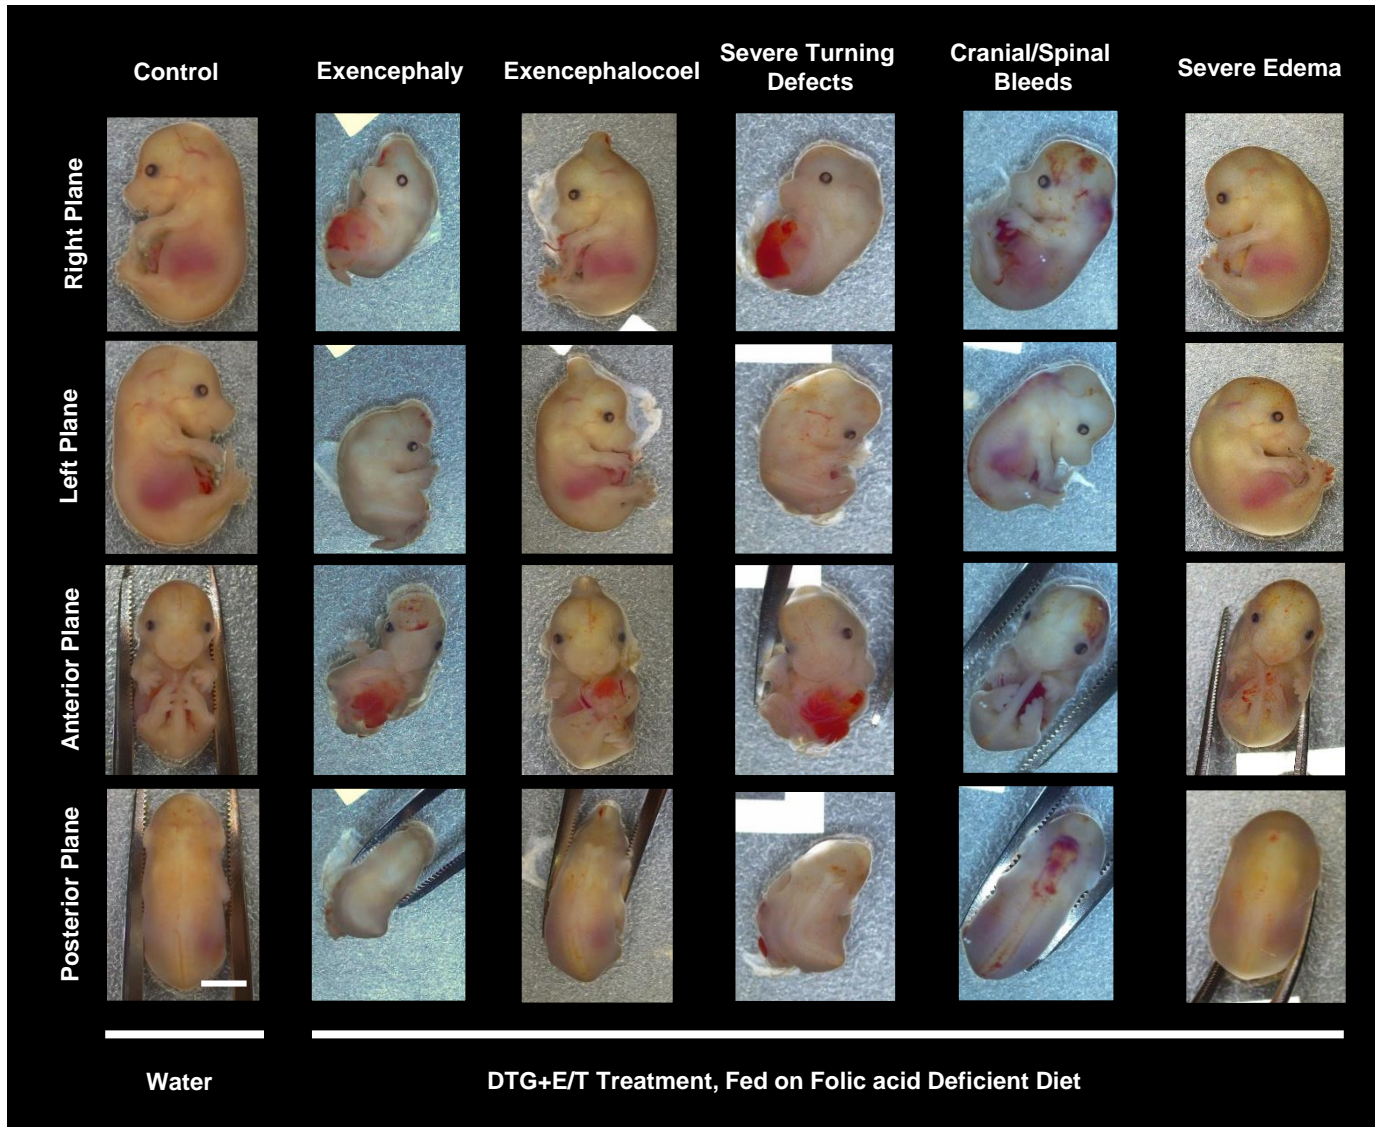 Control
Exencephaly
Exencephalocoel
Severe Turning
Defects
Cranial/Spinal
Bleeds
Severe Edema
Right Plane
Left Plane
Anterior Plane
Posterior Plane
Water
DTG+E/T Treatment, Fed on Folic acid Deficient Diet